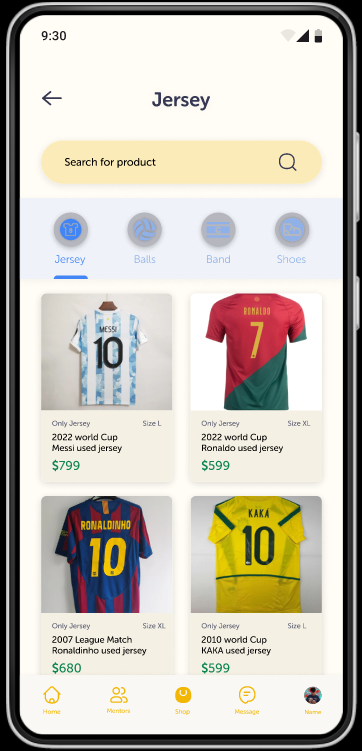 9:30
Jersey
Search for product
Jersey
Balls
Band
Shoes
MESSI
10
RONALDO
7
Only Jersey
Size L
2022 world Cup
Messi used jersey
$799
Only Jersey
Size XL
2022 world Cup
Ronaldo used jersey
$599
RONALDINHO
10
KAKA
10
Only Jersey
Size XL
2007 League Match
Ronaldinho used jersey
$680
Only Jersey
Size L
2010 world Cup
KAKA used jersey
$599
Home
Mentors
Shop
Message
Name